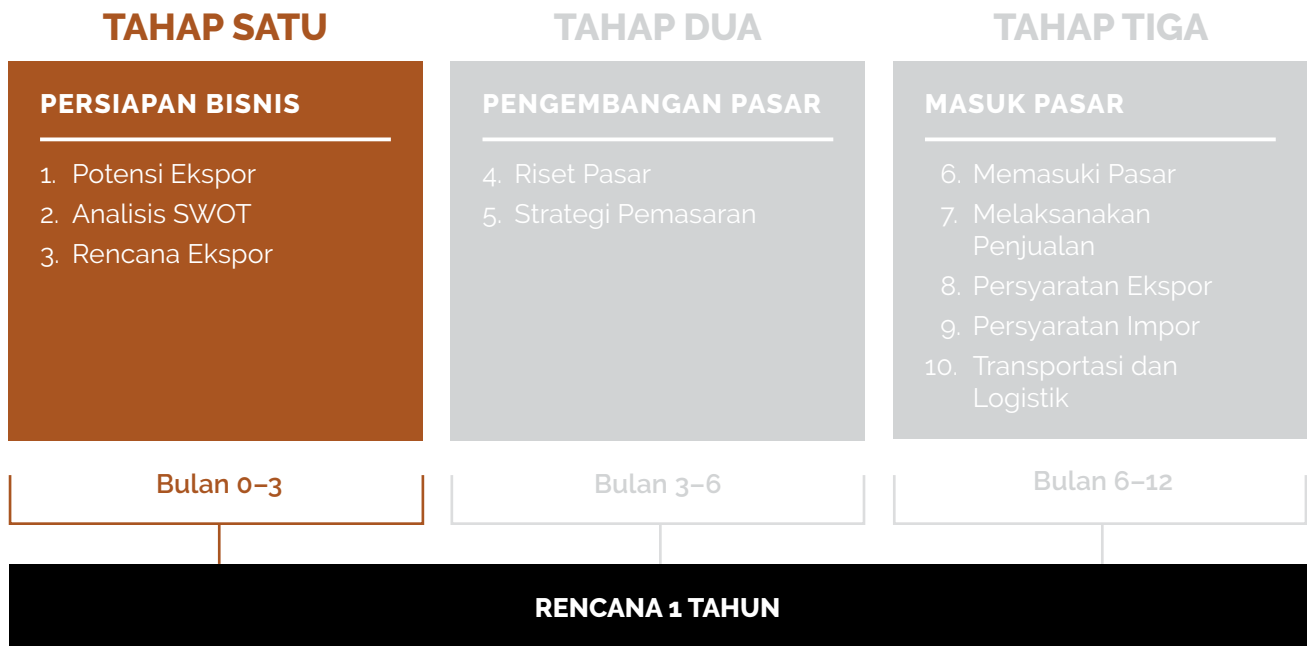 TAHAP SATU
PERSIAPAN BISNIS
1. Potensi Ekspor
2. Analisis SWOT
3. Rencana Ekspor
Bulan 0–3
TAHAP DUA
PENGEMBANGAN PASAR
4. Riset Pasar
5. Strategi Pemasaran
Bulan 3–6
TAHAP TIGA
MASUK PASAR
6. Memasuki Pasar
7. Melaksanakan
Penjualan
8. Persyaratan Ekspor
9. Persyaratan Impor
10. Transportasi dan
Logistik
Bulan 6–12
RENCANA 1 TAHUN